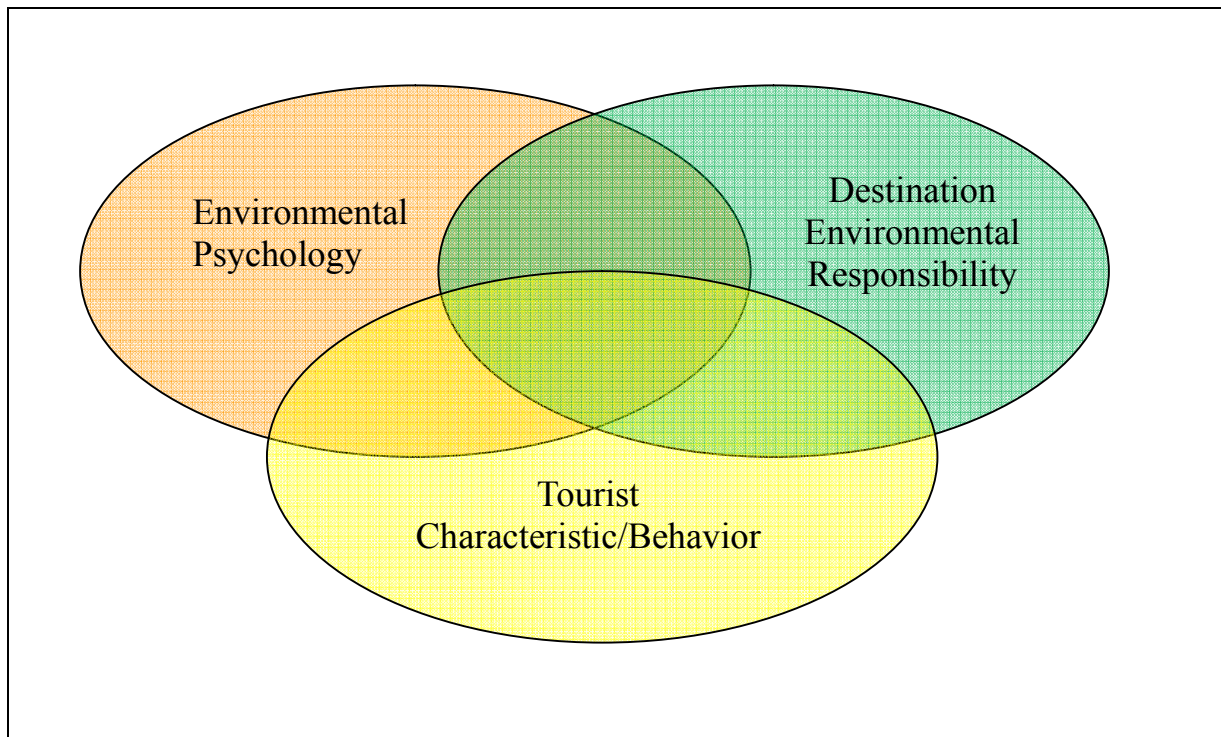 Environmental
Psychology
Destination
Environmental
Responsibility
Tourist
Characteristic/Behavior